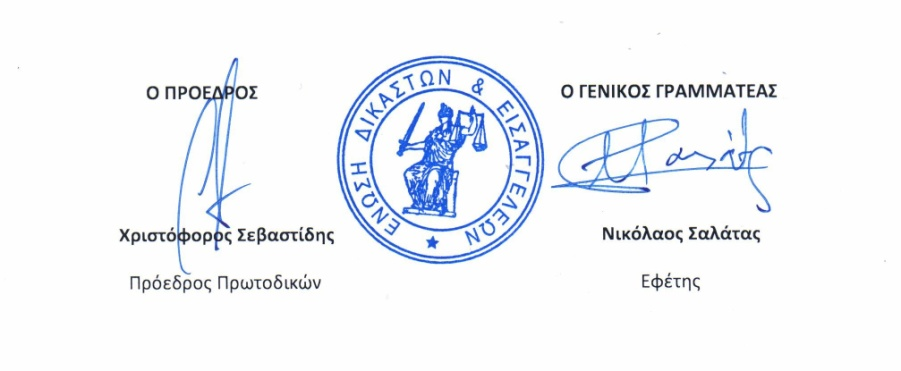 Ο ΠΡΟΕΔΡΟΣ
ΕΝΩΣΗ ΔΙΚΑΣΤΩΝ & ΕΙΣΑΓΓΕΛΕΩΝ
Ο ΓΕΝΙΚΟΣ ΓΡΑΜΜΑΤΕΑΣ
Χριστόφορος Σεβαστίδης
Νικόλαος Σαλάτας
Πρόεδρος Πρωτοδικών
Εφέτης